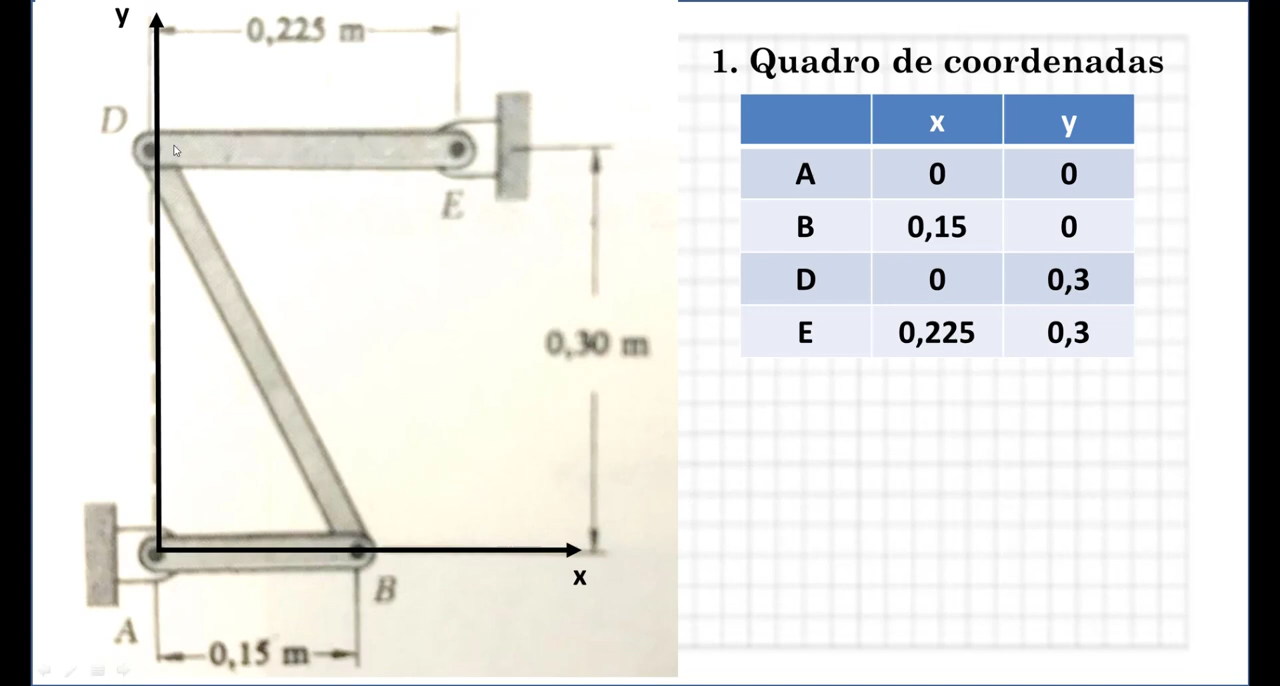 y
0,225 m
D
E
0,30 m
x
B
A
0,15 m
1. Quadro de coordenadas
x y
A 0 0
B 0,15 0
D 0 0,3
E 0,225 0,3